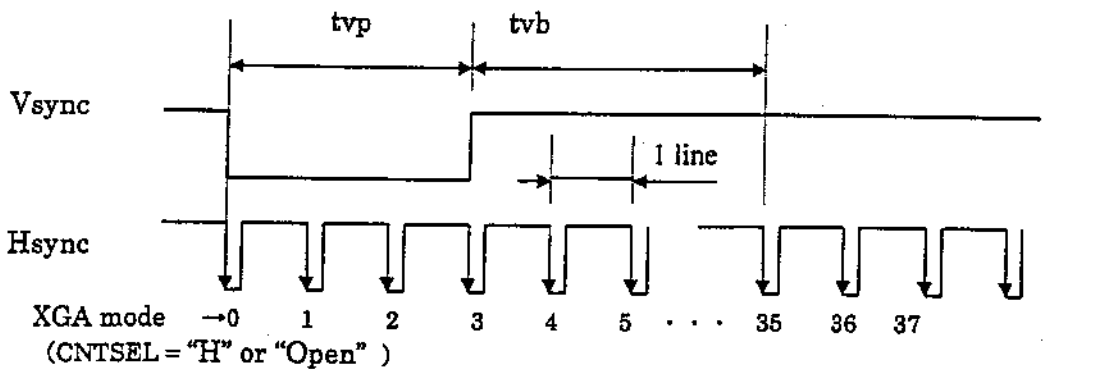 tvp tvb
Vsync
1 line
Hsync
XGA mode →0 1 2 3 4 5 · · · 35 36 37
(CNTSEL = “H” or “Open” )